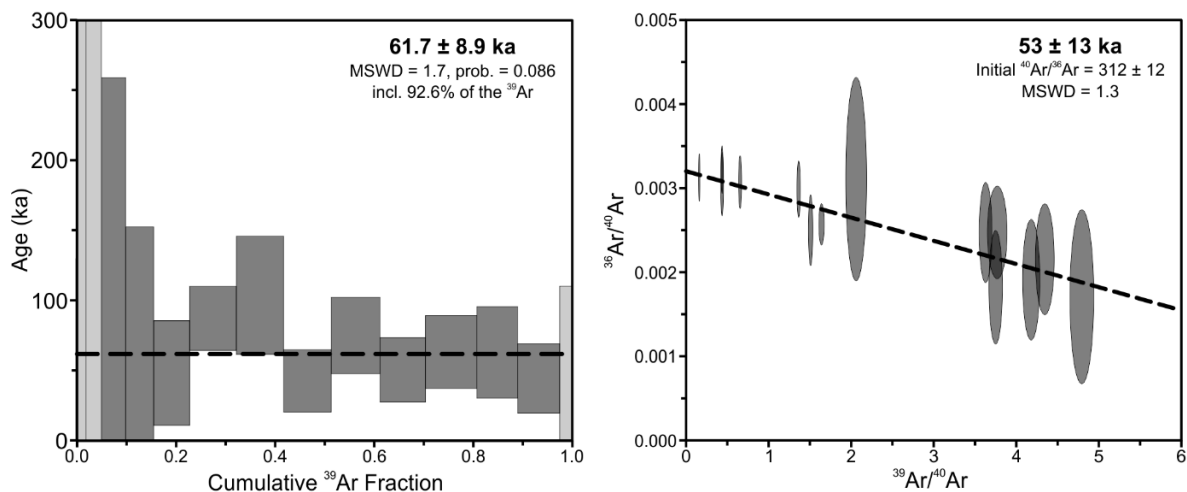 300
200
100
0
Age (ka)
61.7 ± 8.9 ka
MSWD = 1.7, prob. = 0.086
incl. 92.6% of the ³⁹Ar
0.0 0.2 0.4 0.6 0.8 1.0
Cumulative ³⁹Ar Fraction
0.005
0.004
0.003
0.002
0.001
0.000
³⁶Ar/⁴⁰Ar
53 ± 13 ka
Initial ⁴⁰Ar/³⁶Ar = 312 ± 12
MSWD = 1.3
0 1 2 3 4 5 6
³⁹Ar/⁴⁰Ar